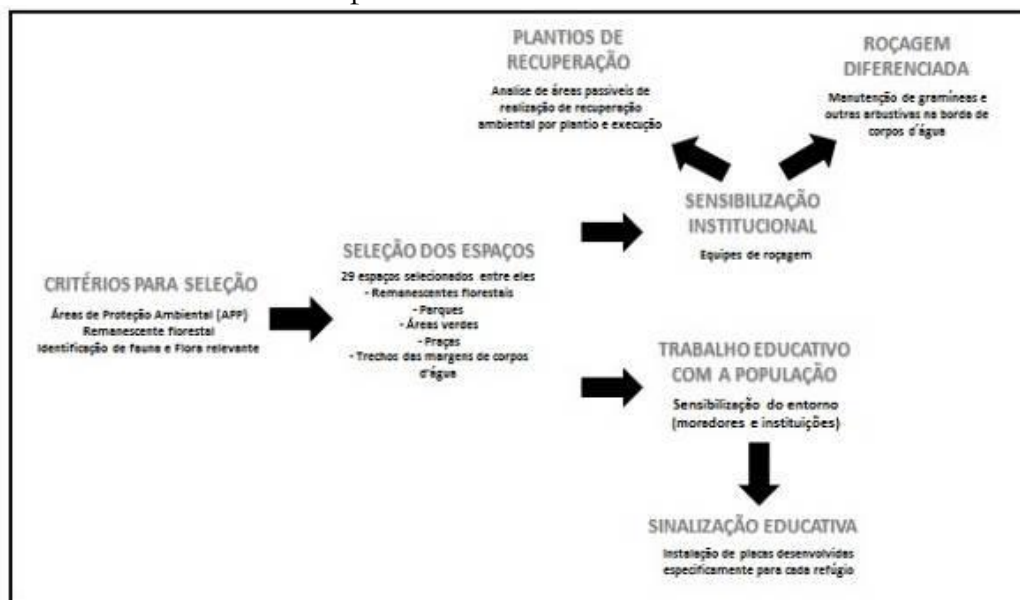 PLANTIOS DE
RECUPERAÇÃO
Analise de áreas passiveis de
realização de recuperação
ambiental por plantio e execução
ROÇAGEM
DIFERENCIADA
Manutenção de gramíneas e
outras arbustivas na borda de
corpos d'água
SENSIBILIZAÇÃO
INSTITUCIONAL
Equipes de roçagem
SELEÇÃO DOS ESPAÇOS
29 espaços selecionados entre eles
- Remanescentes florestais
- Parques
- Áreas verdes
- Praças
- Trechos das margens de corpos
d'água
CRITÉRIOS PARA SELEÇÃO
Áreas de Proteção Ambiental (APP)
Remanescente florestal
Identificação de fauna e Flora relevante
TRABALHO EDUCATIVO
COM A POPULAÇÃO
Sensibilização do entorno
(moradores e instituições)
SINALIZAÇÃO EDUCATIVA
Instalação de placas desenvolvidas
especificamente para cada refúgio